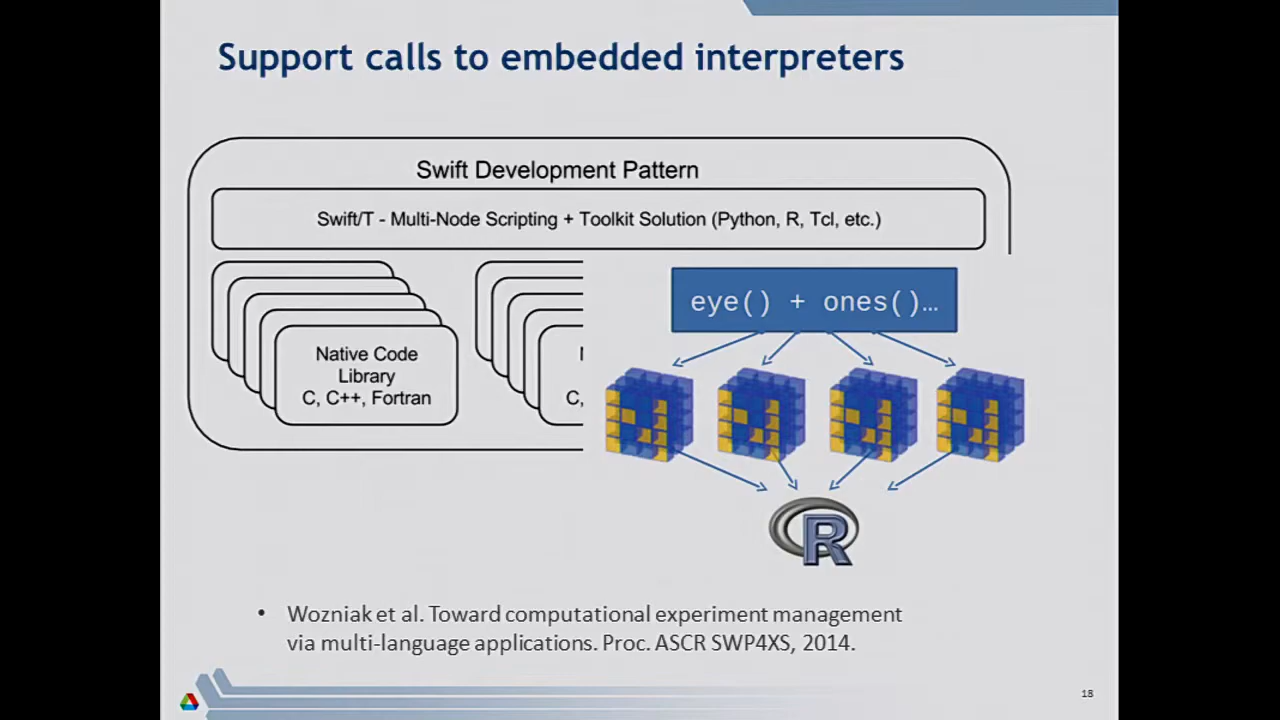 Support calls to embedded interpreters
Swift Development Pattern
Swift/T - Multi-Node Scripting + Toolkit Solution (Python, R, Tcl, etc.)
eye() + ones()…
Native Code
Library
C, C++, Fortran
C,
R
• Wozniak et al. Toward computational experiment management
via multi-language applications. Proc. ASCR SWP4XS, 2014.
18